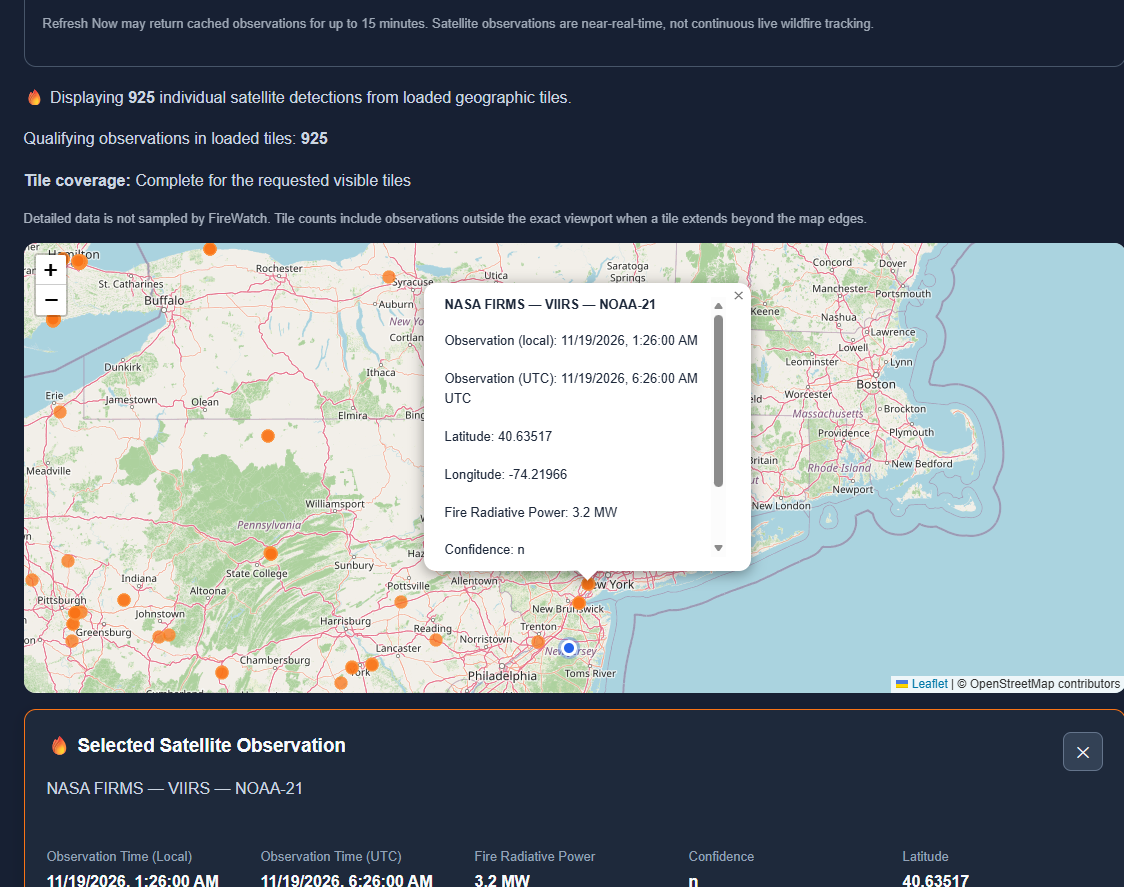 Refresh Now may return cached observations for up to 15 minutes. Satellite observations are near-real-time, not continuous live wildfire tracking.
Displaying 925 individual satellite detections from loaded geographic tiles.
Qualifying observations in loaded tiles: 925
Tile coverage: Complete for the requested visible tiles
Detailed data is not sampled by FireWatch. Tile counts include observations outside the exact viewport when a tile extends beyond the map edges.
Hamilton
+
−
St. Catharines
Buffalo
Rochester
Syracuse
Utica
Auburn
Saratoga
Springs
Concord
Dover
Manchester
Portsmouth
Keene
Nashua
Lawrence
Lowell
Leominster
Lynn
Boston
Worcester
Massachusetts
Brockton
Providence
Plymouth
Rhode Island
New Bedford
Newport
New London
Dunkirk
Erie
Jamestown
Olean
Ithaca
Elmira
Meadville
Williamsport
Pennsylvania
State College
Sunbury
Indiana
Altoona
Pottsville
Allentown
Pittsburgh
Johnstown
Greensburg
Harrisburg
Reading
Lancaster
Norristown
Trenton
New Brunswick
Chambersburg
York
Philadelphia
Toms River
NASA FIRMS — VIIRS — NOAA-21
×
Observation (local): 11/19/2026, 1:26:00 AM
Observation (UTC): 11/19/2026, 6:26:00 AM
UTC
Latitude: 40.63517
Longitude: -74.21966
Fire Radiative Power: 3.2 MW
Confidence: n
Leaflet | © OpenStreetMap contributors
Selected Satellite Observation
×
NASA FIRMS — VIIRS — NOAA-21
Observation Time (Local)
11/19/2026, 1:26:00 AM
Observation Time (UTC)
11/19/2026, 6:26:00 AM
Fire Radiative Power
3.2 MW
Confidence
n
Latitude
40.63517